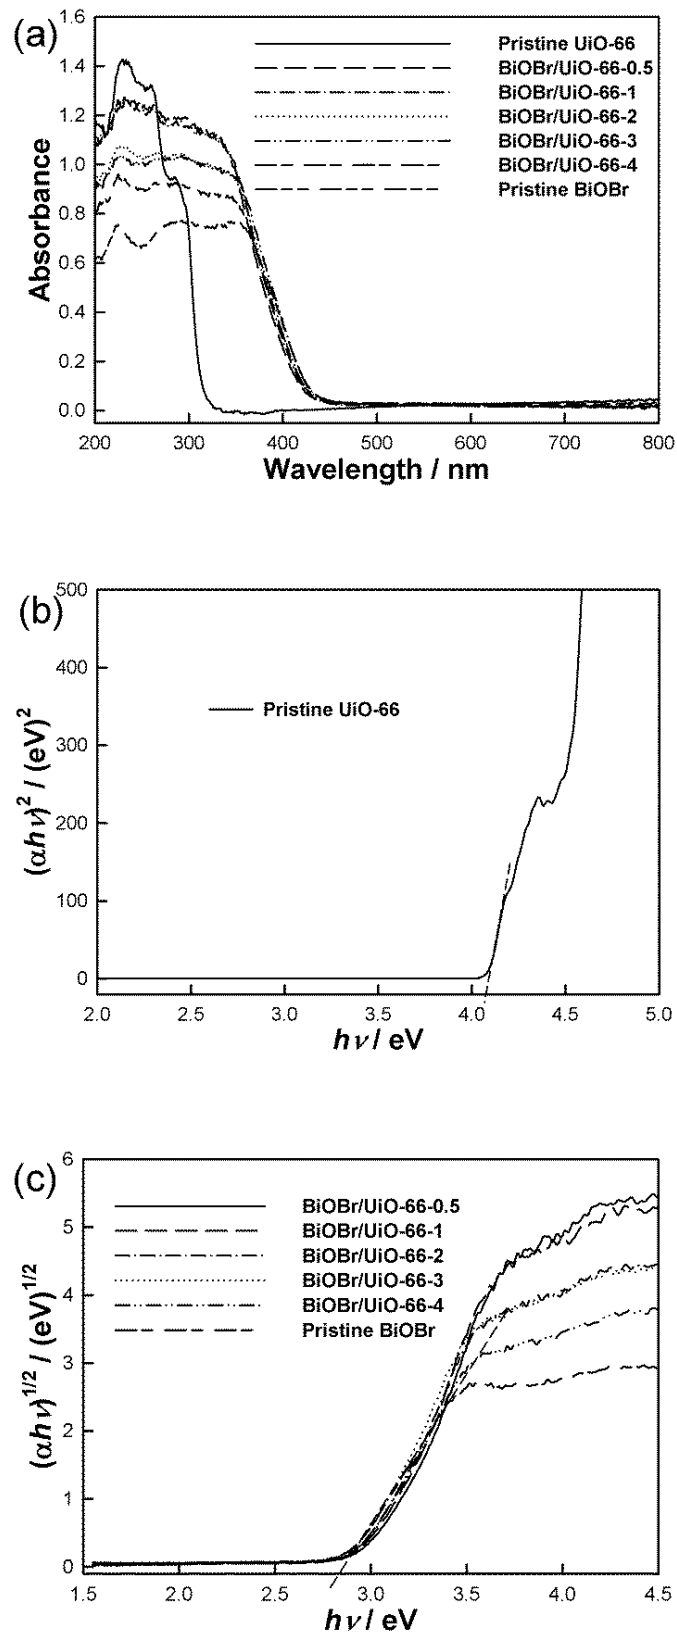 (a)
1.6
1.4
1.2
1.0
0.8
0.6
0.4
0.2
0.0
Absorbance
Pristine UiO-66
BiOBr/UiO-66-0.5
BiOBr/UiO-66-1
BiOBr/UiO-66-2
BiOBr/UiO-66-3
BiOBr/UiO-66-4
Pristine BiOBr
200 300 400 500 600 700 800
Wavelength / nm
(b)
500
400
300
200
100
0
(αhν)² / (eV)²
Pristine UiO-66
2.0 2.5 3.0 3.5 4.0 4.5 5.0
hν / eV
(c)
6
5
4
3
2
1
0
(αhν)^1/2 / (eV)^1/2
BiOBr/UiO-66-0.5
BiOBr/UiO-66-1
BiOBr/UiO-66-2
BiOBr/UiO-66-3
BiOBr/UiO-66-4
Pristine BiOBr
1.5 2.0 2.5 3.0 3.5 4.0 4.5
hν / eV